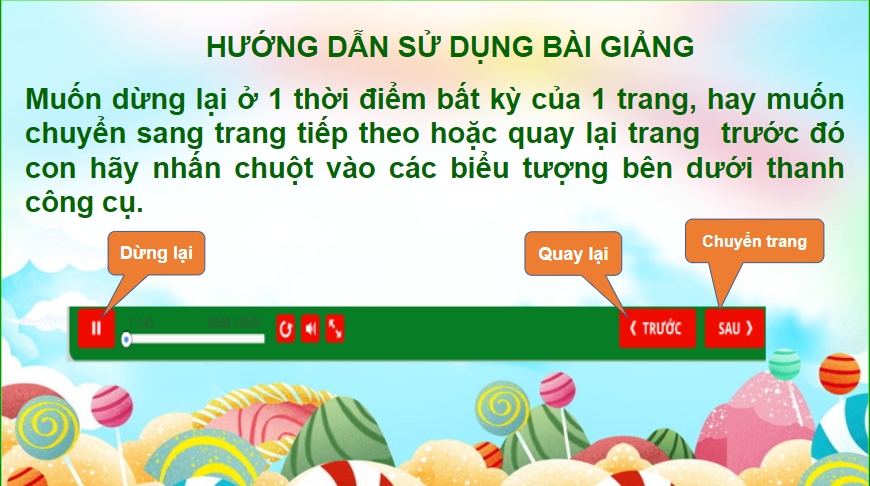 HƯỚNG DẪN SỬ DỤNG BÀI GIẢNG
Muốn dừng lại ở 1 thời điểm bất kỳ của 1 trang, hay muốn
chuyển sang trang tiếp theo hoặc quay lại trang trước đó
con hãy nhấn chuột vào các biểu tượng bên dưới thanh
công cụ.
Dừng lại
Quay lại
Chuyển trang
TRƯỚC
SAU